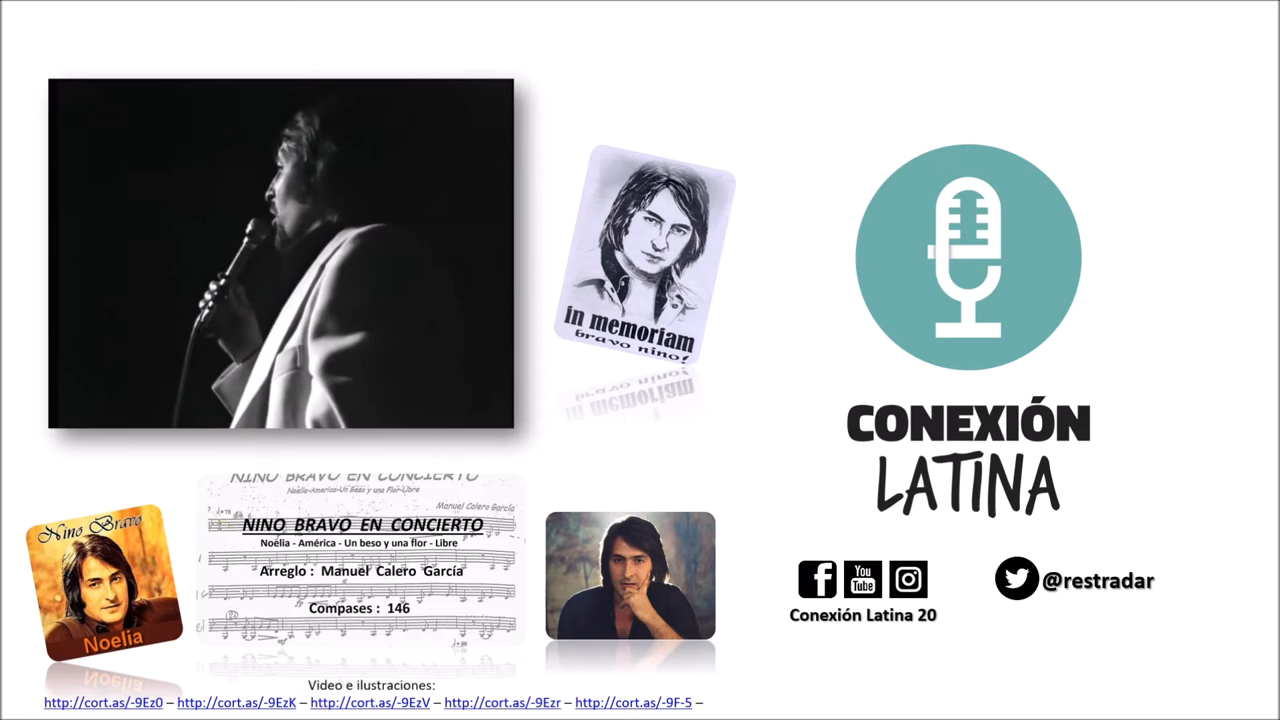 in memoriam
bravo nino!
CONEXIÓN
LATINA
Nino Bravo
Noelia
NINO BRAVO EN CONCIERTO
Noelia-America-Un Beso y una Flor-Libre
Manuel Calero García
NINO BRAVO EN CONCIERTO
Noelia - América - Un beso y una flor - Libre
Arreglo : Manuel Calero García
Compases : 146
f
You
Tube
@restradar
Conexión Latina 20
Video e ilustraciones:
http://cort.as/-9Ez0 – http://cort.as/-9EzK – http://cort.as/-9EzV – http://cort.as/-9Ezr – http://cort.as/-9F-5 –